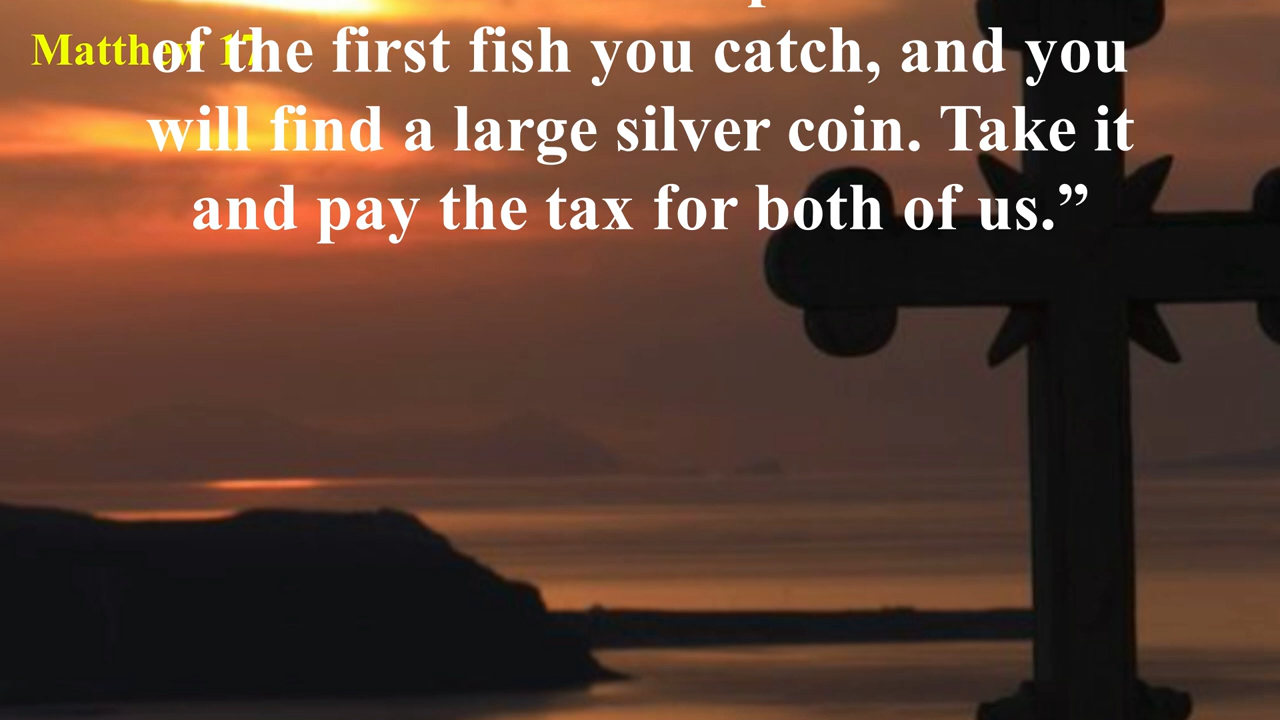 Matthew 17
of the first fish you catch, and you
will find a large silver coin. Take it
and pay the tax for both of us.”